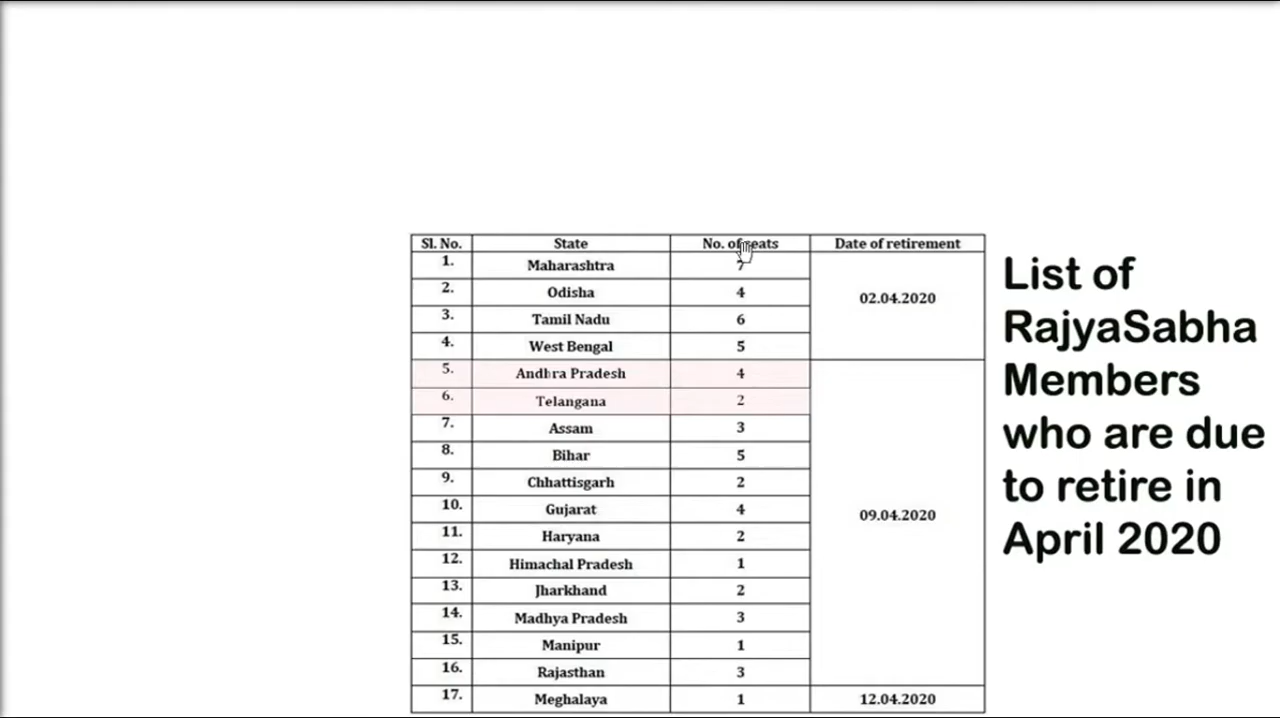 Sl. No. State No. of seats Date of retirement
1. Maharashtra 7 02.04.2020
2. Odisha 4
3. Tamil Nadu 6
4. West Bengal 5
5. Andhra Pradesh 4 09.04.2020
6. Telangana 2
7. Assam 3
8. Bihar 5
9. Chhattisgarh 2
10. Gujarat 4
11. Haryana 2
12. Himachal Pradesh 1
13. Jharkhand 2
14. Madhya Pradesh 3
15. Manipur 1
16. Rajasthan 3
17. Meghalaya 1 12.04.2020
List of
RajyaSabha
Members
who are due
to retire in
April 2020